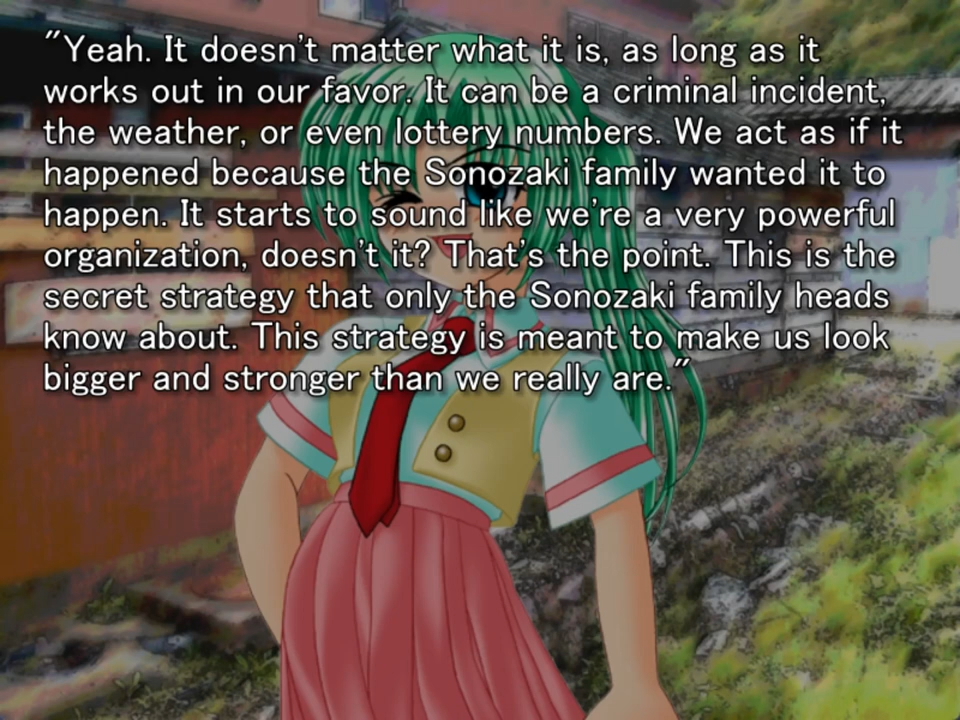 "Yeah. It doesn't matter what it is, as long as it
works out in our favor. It can be a criminal incident,
the weather, or even lottery numbers. We act as if it
happened because the Sonozaki family wanted it to
happen. It starts to sound like we're a very powerful
organization, doesn't it? That's the point. This is the
secret strategy that only the Sonozaki family heads
know about. This strategy is meant to make us look
bigger and stronger than we really are."